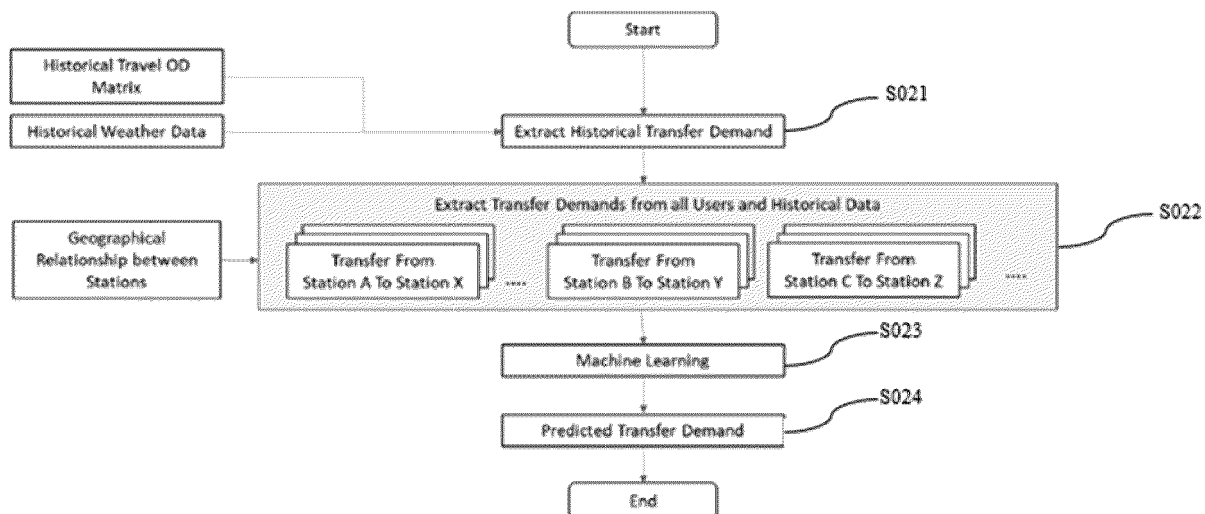 Start
Historical Travel OD
Matrix
S021
Historical Weather Data
Extract Historical Transfer Demand
Extract Transfer Demands from all Users and Historical Data
S022
Geographical
Relationship between
Stations
Transfer From
Station A To Station X
....
Transfer From
Station B To Station Y
Transfer From
Station C To Station Z
....
S023
Machine Learning
S024
Predicted Transfer Demand
End